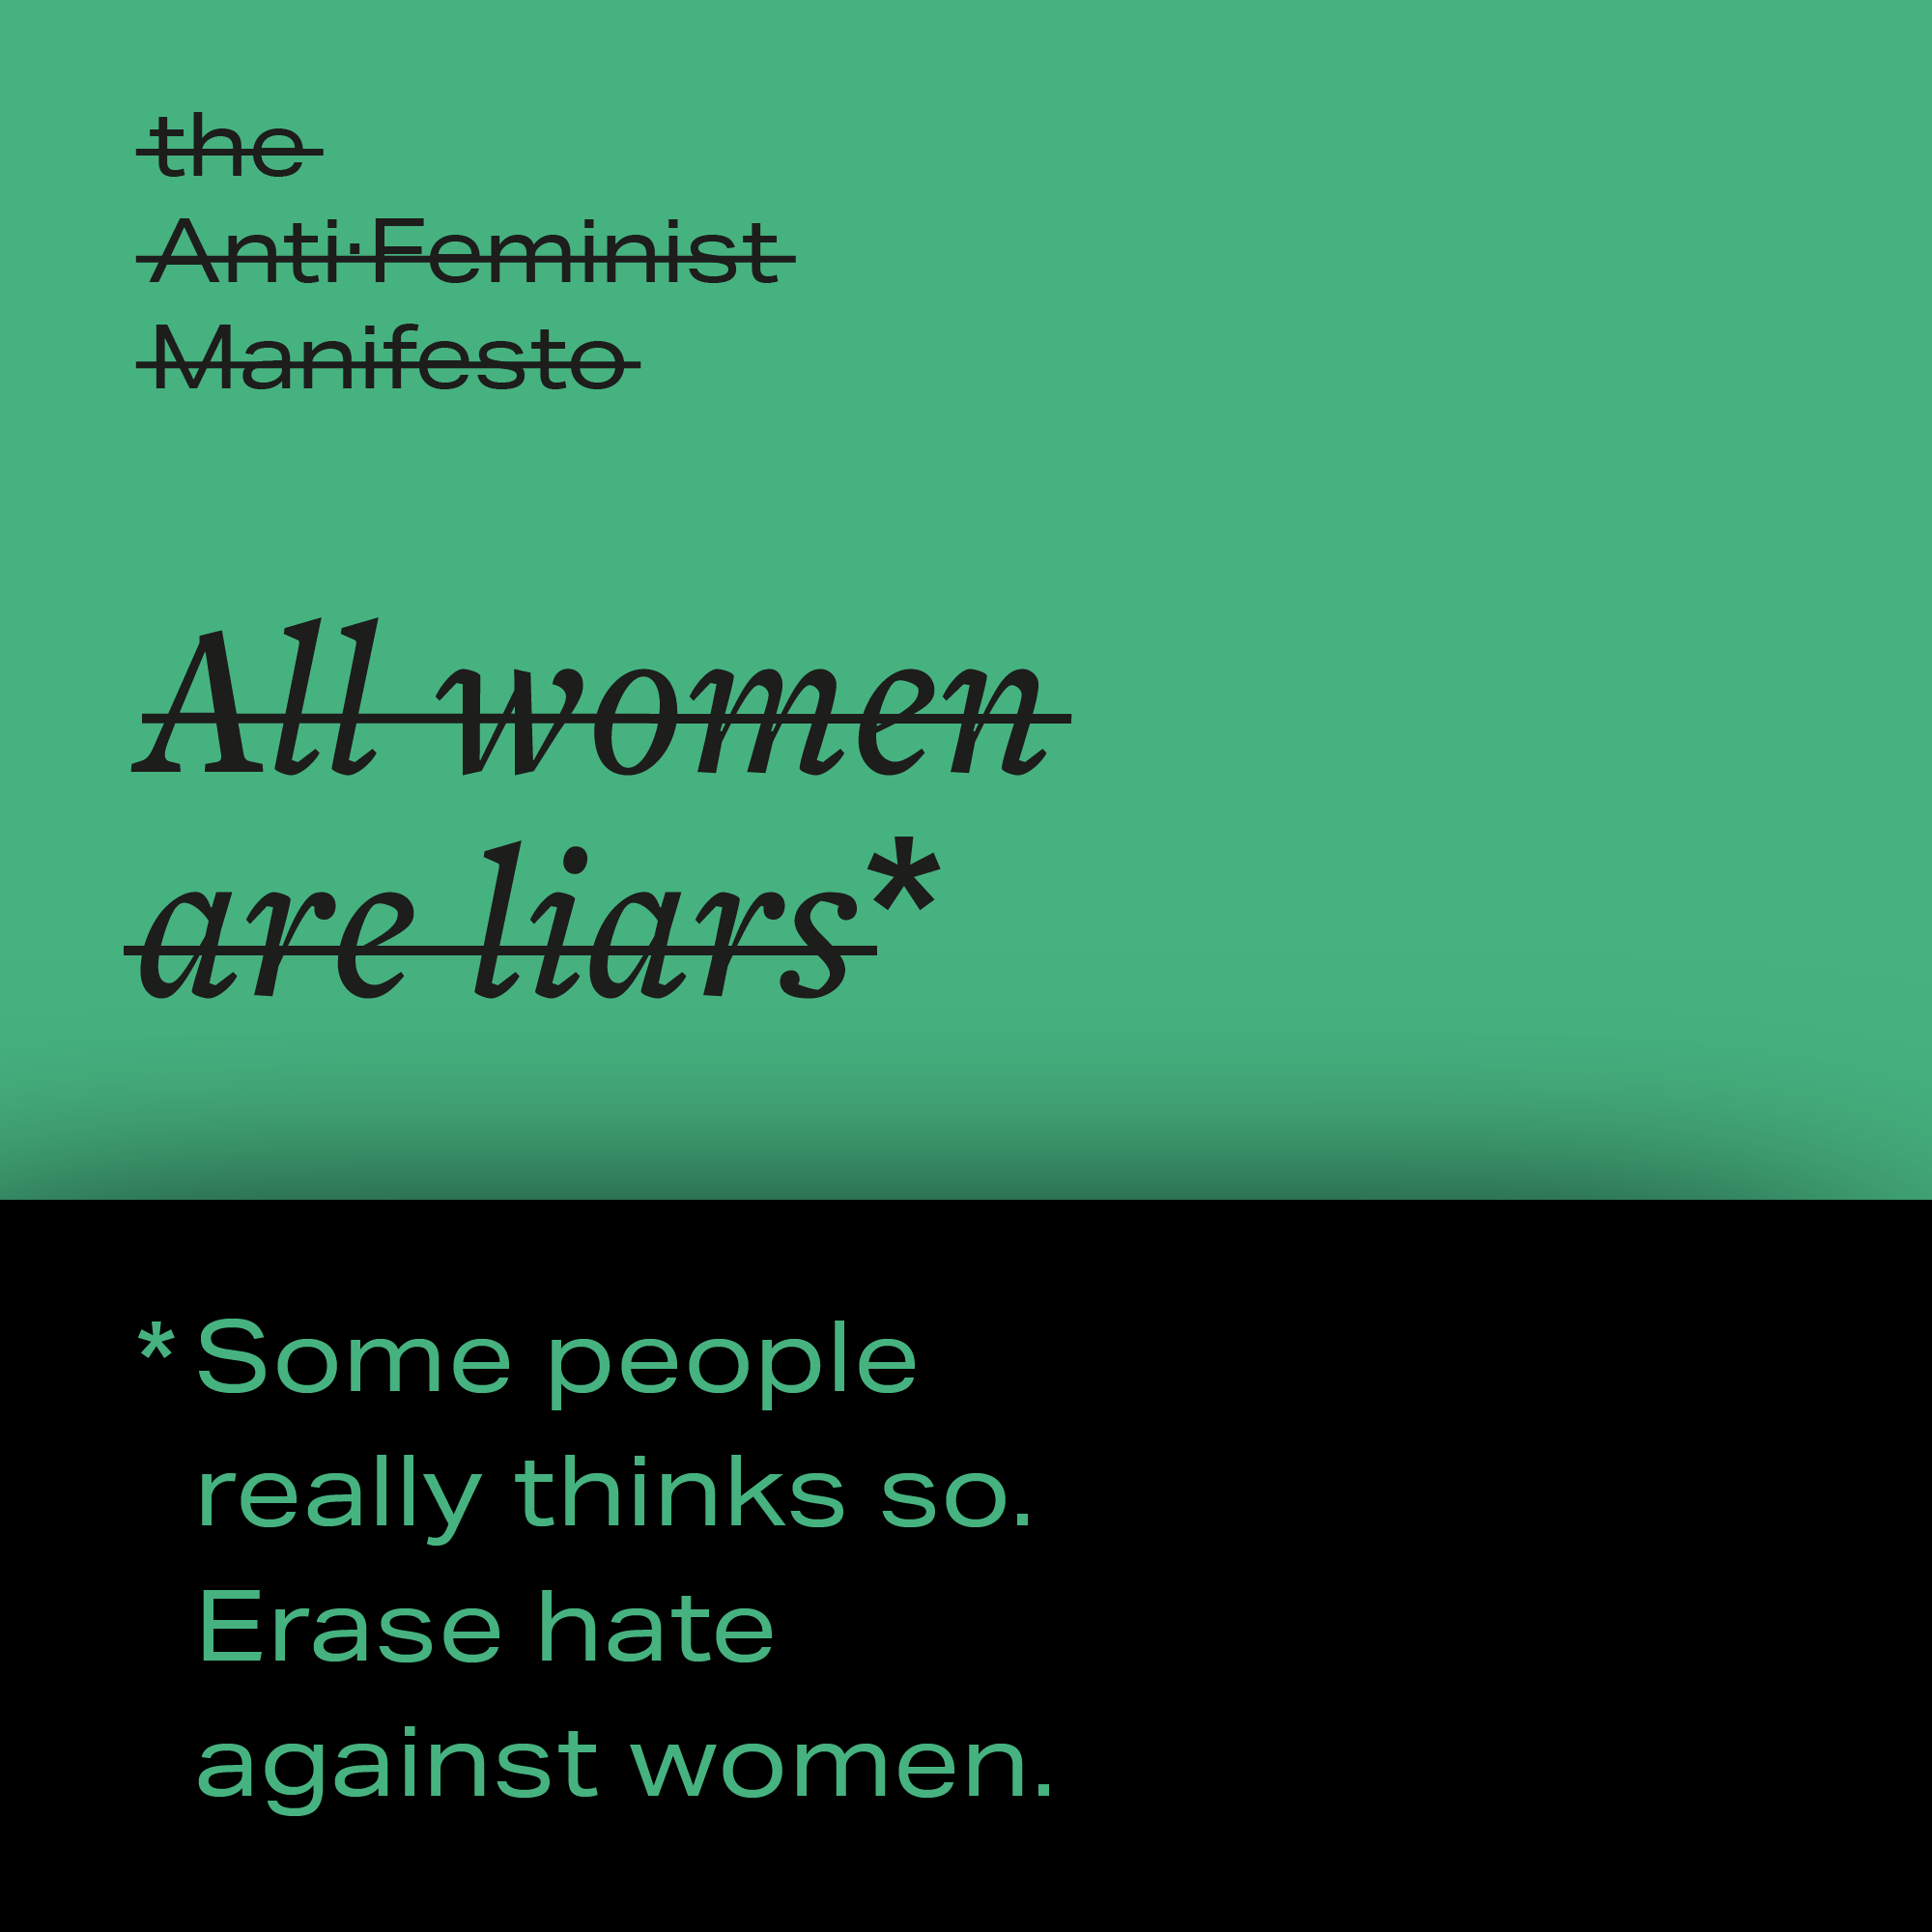 the
Anti·Feminist
Manifesto
All women
are liars*
* Some people
really thinks so.
Erase hate
against women.